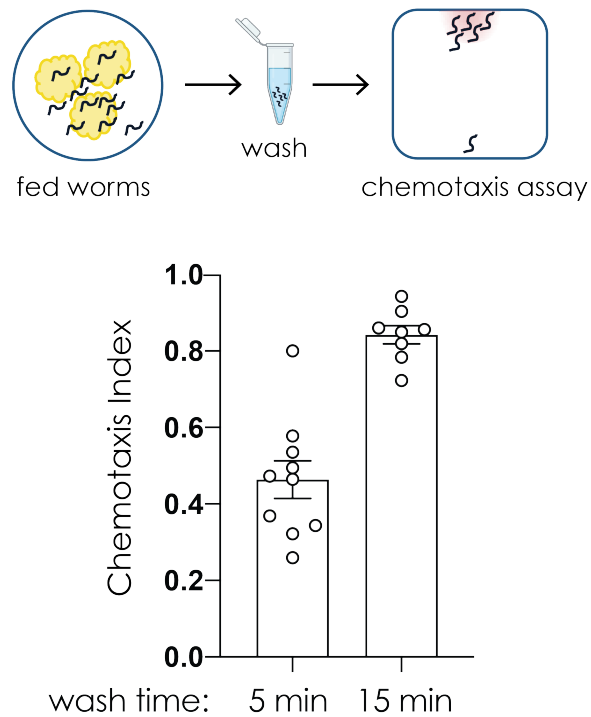 wash
fed worms
chemotaxis assay
Chemotaxis Index
1.0
0.8
0.6
0.4
0.2
0.0
wash time: 5 min 15 min